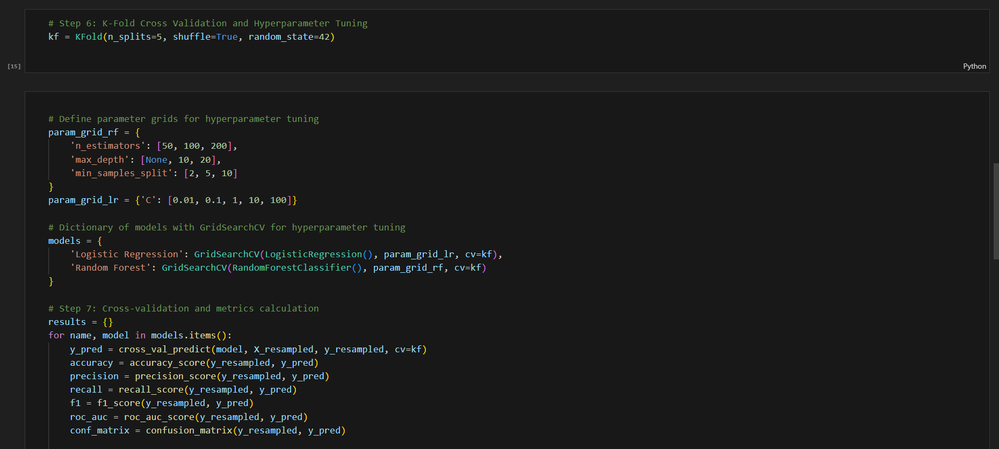 # Step 6: K-Fold Cross Validation and Hyperparameter Tuning
kf = KFold(n_splits=5, shuffle=True, random_state=42)
[15]
Python
# Define parameter grids for hyperparameter tuning
param_grid_rf = {
    'n_estimators': [50, 100, 200],
    'max_depth': [None, 10, 20],
    'min_samples_split': [2, 5, 10]
}
param_grid_lr = {'C': [0.01, 0.1, 1, 10, 100]}
# Dictionary of models with GridSearchCV for hyperparameter tuning
models = {
    'Logistic Regression': GridSearchCV(LogisticRegression(), param_grid_lr, cv=kf),
    'Random Forest': GridSearchCV(RandomForestClassifier(), param_grid_rf, cv=kf)
}
# Step 7: Cross-validation and metrics calculation
results = {}
for name, model in models.items():
    y_pred = cross_val_predict(model, X_resampled, y_resampled, cv=kf)
    accuracy = accuracy_score(y_resampled, y_pred)
    precision = precision_score(y_resampled, y_pred)
    recall = recall_score(y_resampled, y_pred)
    f1 = f1_score(y_resampled, y_pred)
    roc_auc = roc_auc_score(y_resampled, y_pred)
    conf_matrix = confusion_matrix(y_resampled, y_pred)